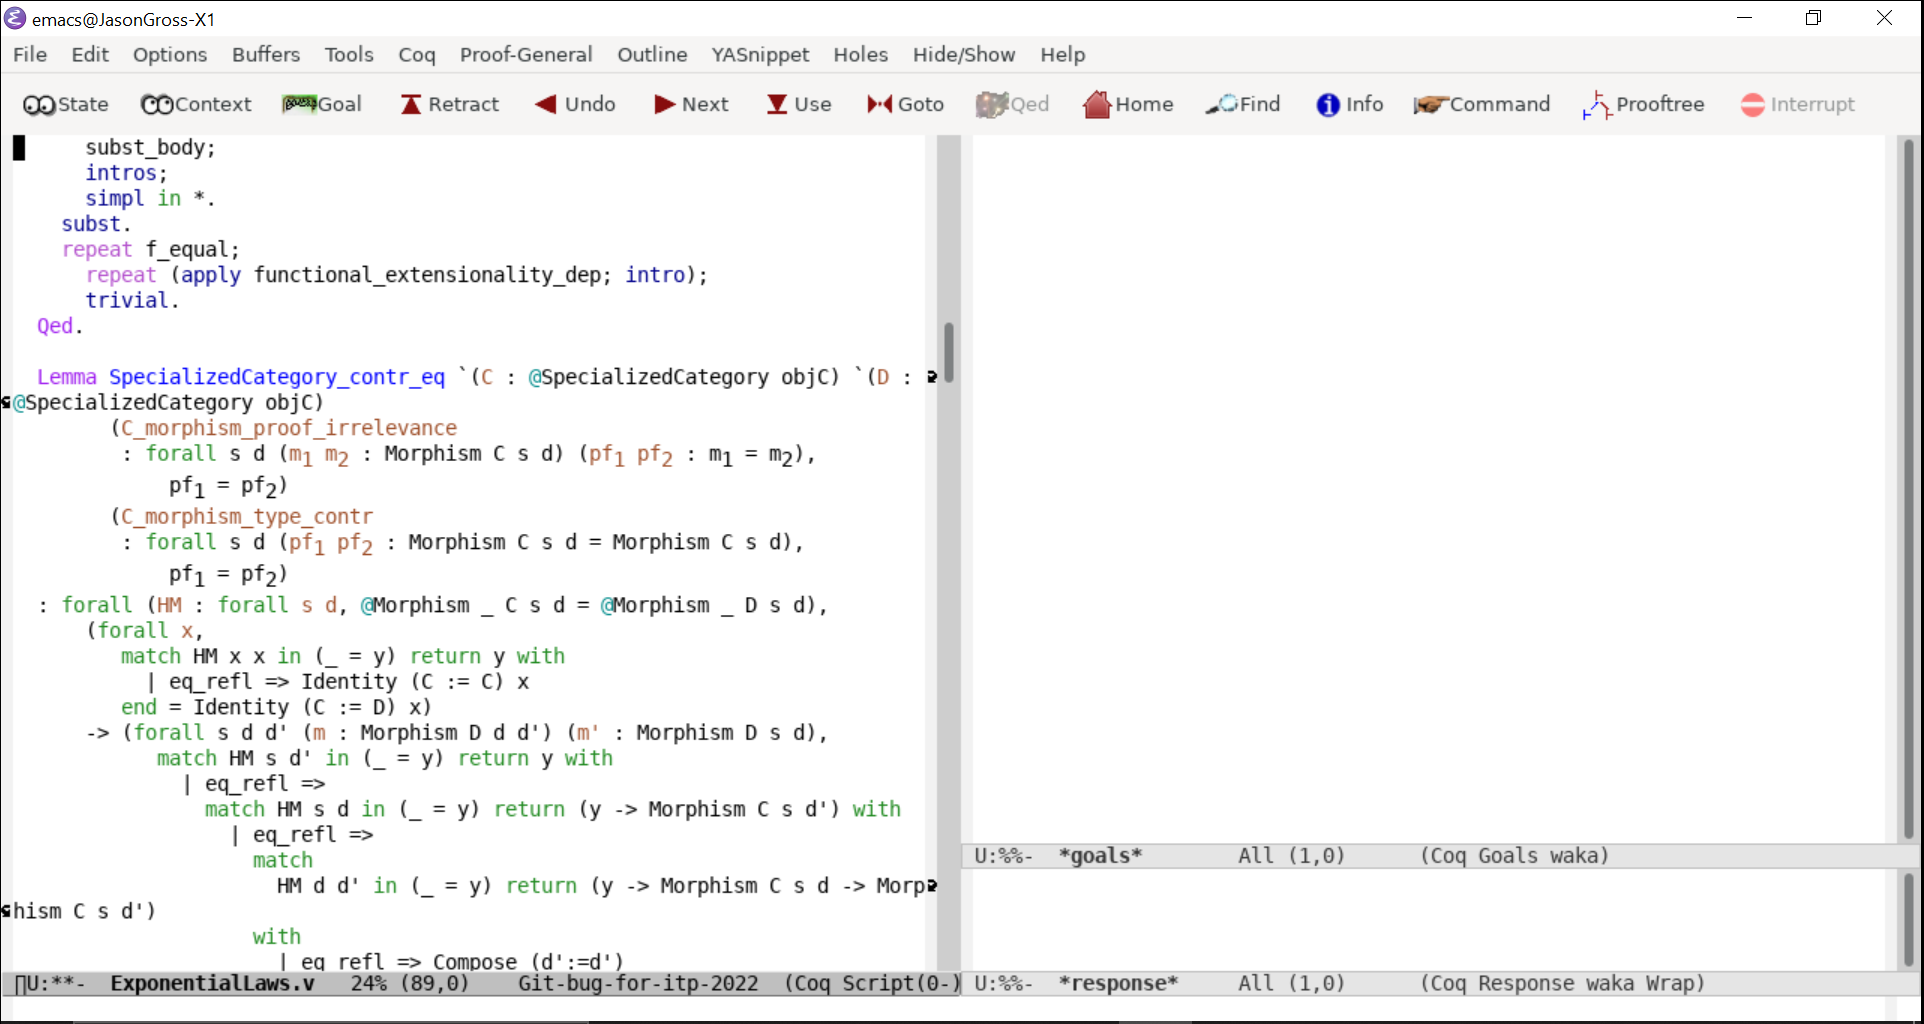 emacs@JasonGross-X1
File Edit Options Buffers Tools Coq Proof-General Outline YASnippet Holes Hide/Show Help
State Context Goal Retract Undo Next Use Goto Qed Home Find Info Command Prooftree Interrupt
subst_body;
intros;
simpl in *.
subst.
repeat f_equal;
repeat (apply functional_extensionality_dep; intro);
trivial.
Qed.
Lemma SpecializedCategory_contr_eq `(C : @SpecializedCategory objC) `(D :
@SpecializedCategory objC)
(C_morphism_proof_irrelevance
: forall s d (m₁ m₂ : Morphism C s d) (pf₁ pf₂ : m₁ = m₂),
pf₁ = pf₂)
(C_morphism_type_contr
: forall s d (pf₁ pf₂ : Morphism C s d = Morphism C s d),
pf₁ = pf₂)
: forall (HM : forall s d, @Morphism _ C s d = @Morphism _ D s d),
(forall x,
match HM x x in (_ = y) return y with
| eq_refl => Identity (C := C) x
end = Identity (C := D) x)
-> (forall s d d' (m : Morphism D d d') (m' : Morphism D s d),
match HM s d' in (_ = y) return y with
| eq_refl =>
match HM s d in (_ = y) return (y -> Morphism C s d') with
| eq_refl =>
match
HM d d' in (_ = y) return (y -> Morphism C s d -> Morp
hism C s d')
with
| eq_refl => Compose (d':=d')
U:**- ExponentialLaws.v 24% (89,0) Git-bug-for-itp-2022 (Coq Script(0-)
U:%%- *goals* All (1,0) (Coq Goals waka)
U:%%- *response* All (1,0) (Coq Response waka Wrap)